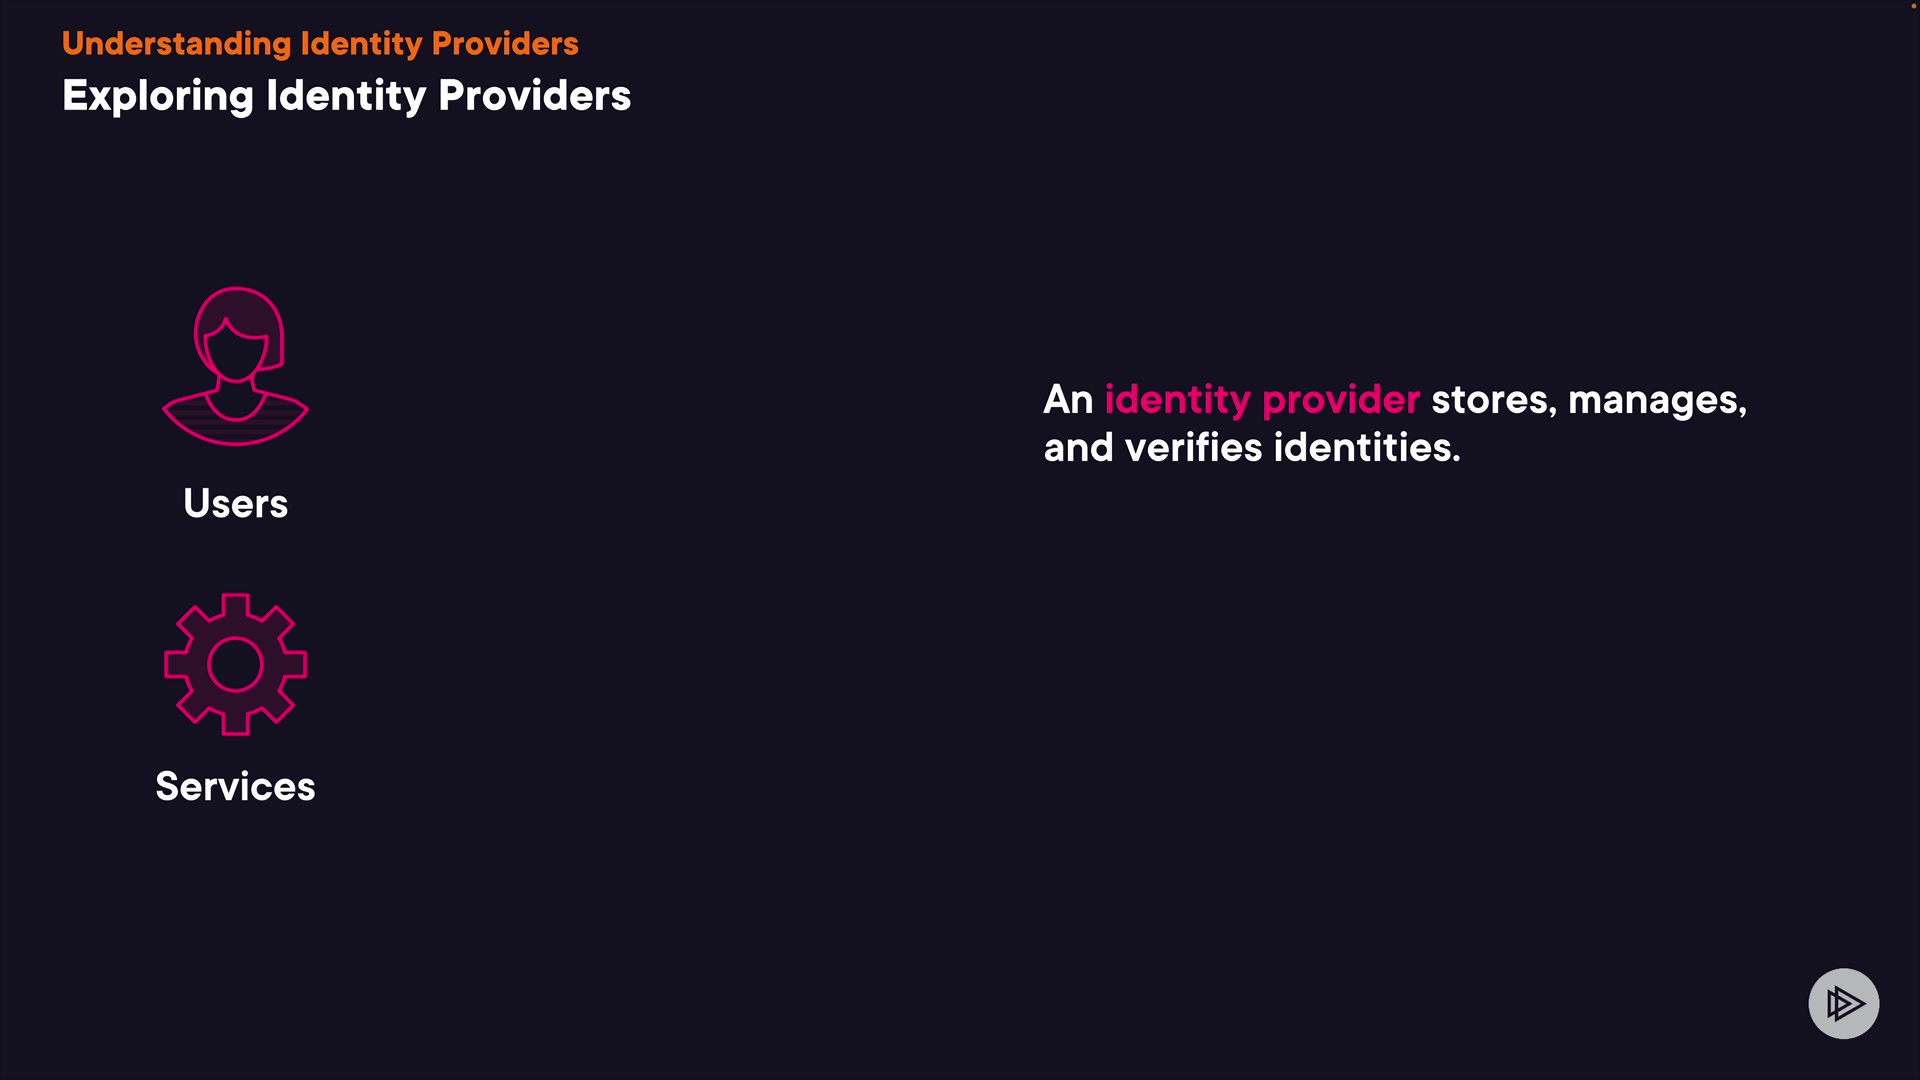 Understanding Identity Providers
Exploring Identity Providers
Users
Services
An identity provider stores, manages,
and verifies identities.